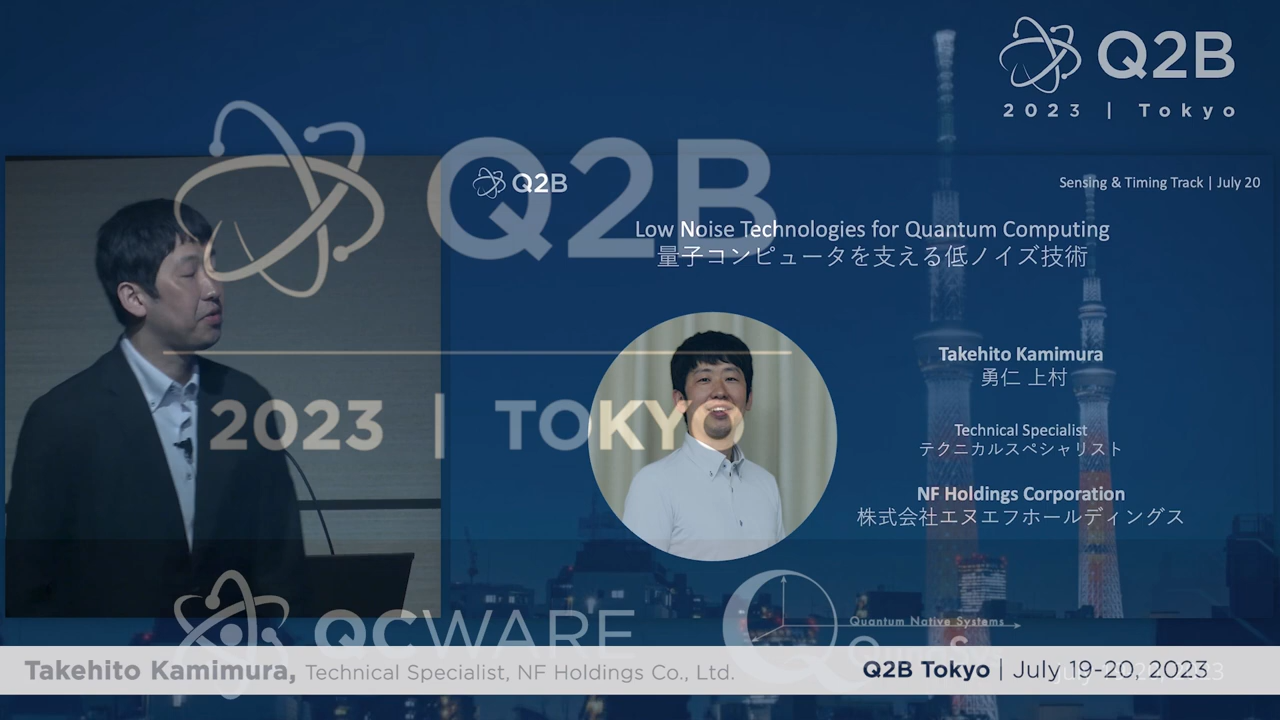 Q2B
2023 | Tokyo
Q2B
2023 | TOKYO
Q2B
Sensing & Timing Track | July 20
Low Noise Technologies for Quantum Computing
量子コンピュータを支える低ノイズ技術
Takehito Kamimura
勇仁 上村
Technical Specialist
テクニカルスペシャリスト
NF Holdings Corporation
株式会社エヌエフホールディングス
QCWARE
Quantum Native Systems
Takehito Kamimura, Technical Specialist, NF Holdings Co., Ltd.
Q2B Tokyo | July 19-20, 2023